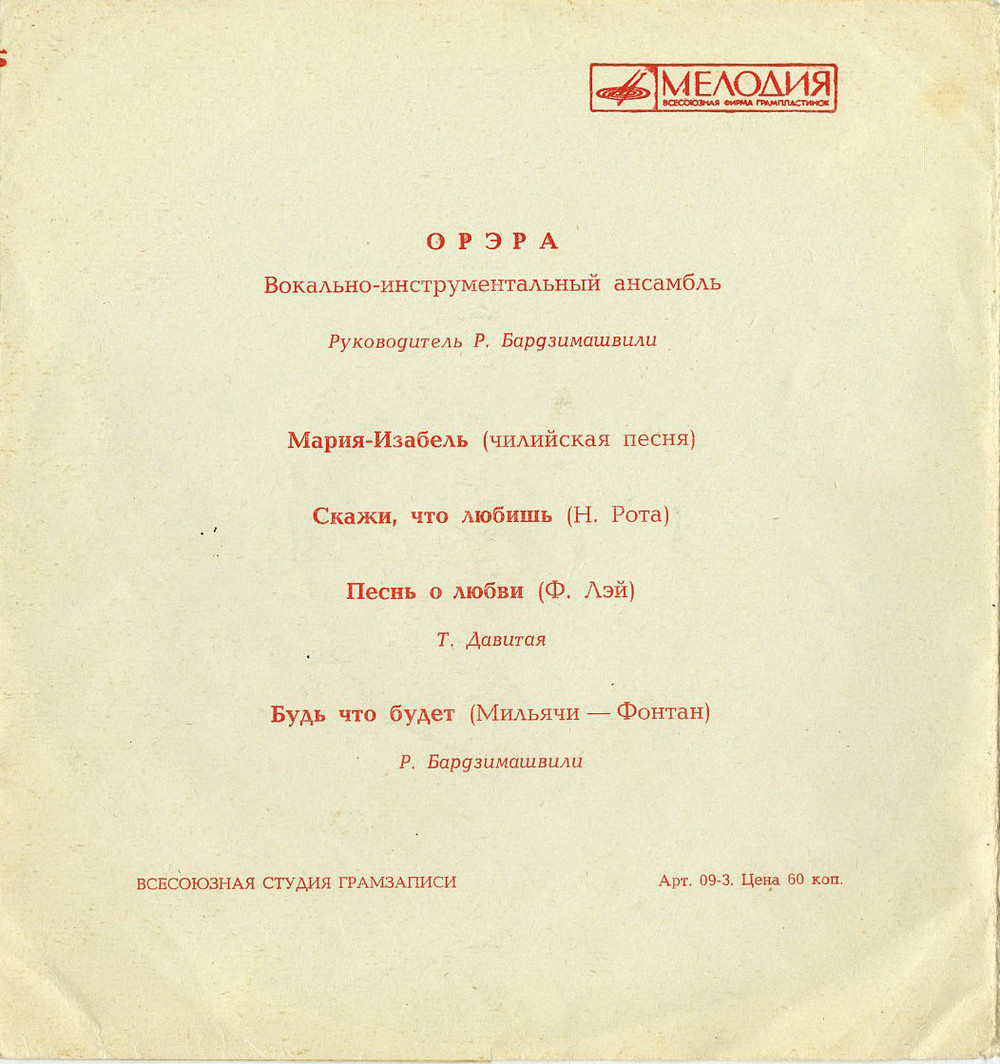 МЕЛОДИЯ
ВСЕСОЮЗНАЯ ФИРМА ГРАМПЛАСТИНОК
ОРЭРА
Вокально-инструментальный ансамбль
Руководитель Р. Бардзимашвили
Мария-Изабель (чилийская песня)
Скажи, что любишь (Н. Рота)
Песнь о любви (Ф. Лэй)
Т. Давитая
Будь что будет (Мильячи — Фонтан)
Р. Бардзимашвили
ВСЕСОЮЗНАЯ СТУДИЯ ГРАМЗАПИСИ
Арт. 09-3. Цена 60 коп.